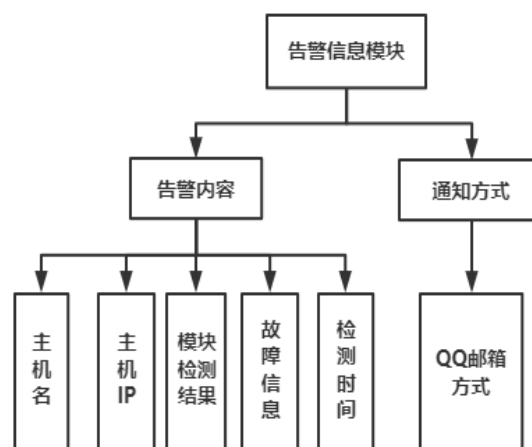 告警信息模块
告警内容
通知方式
主机名
主机IP
模块
检测
结果
故障信息
检测时间
QQ邮箱
方式